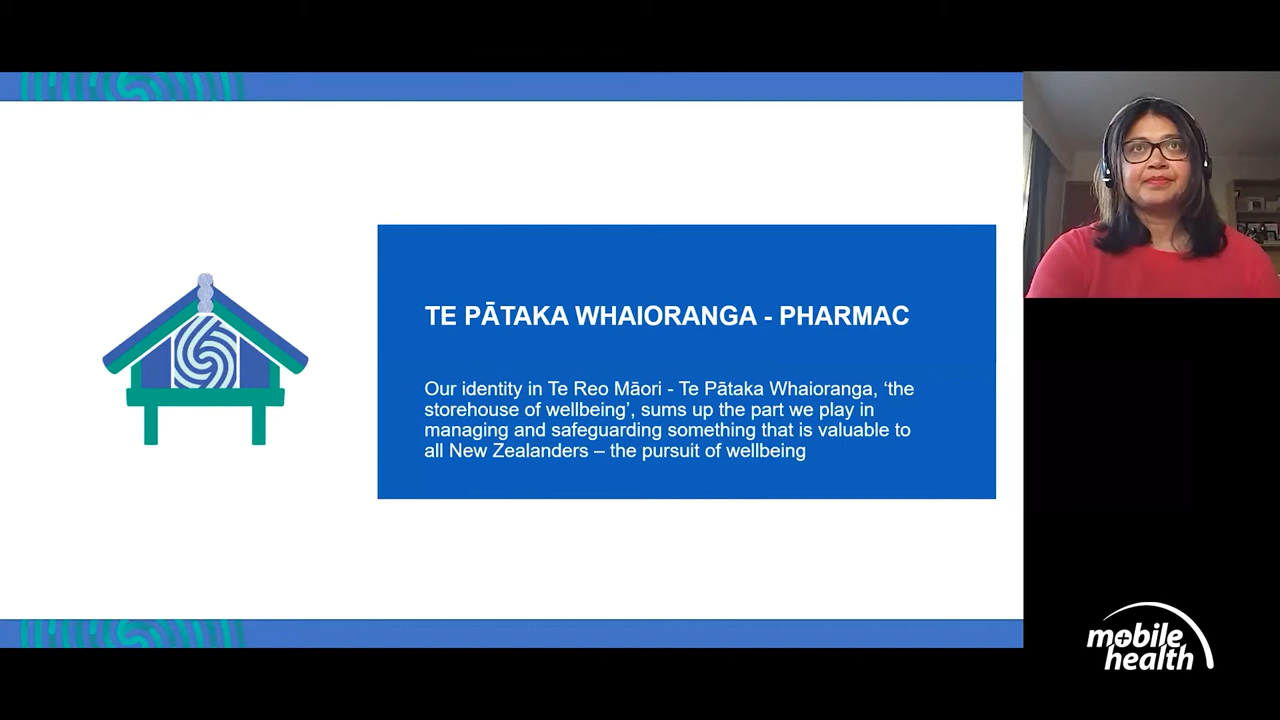 TE PĀTAKA WHAIORANGA - PHARMAC
Our identity in Te Reo Māori - Te Pātaka Whaioranga, ‘the
storehouse of wellbeing’, sums up the part we play in
managing and safeguarding something that is valuable to
all New Zealanders – the pursuit of wellbeing
mobile
health